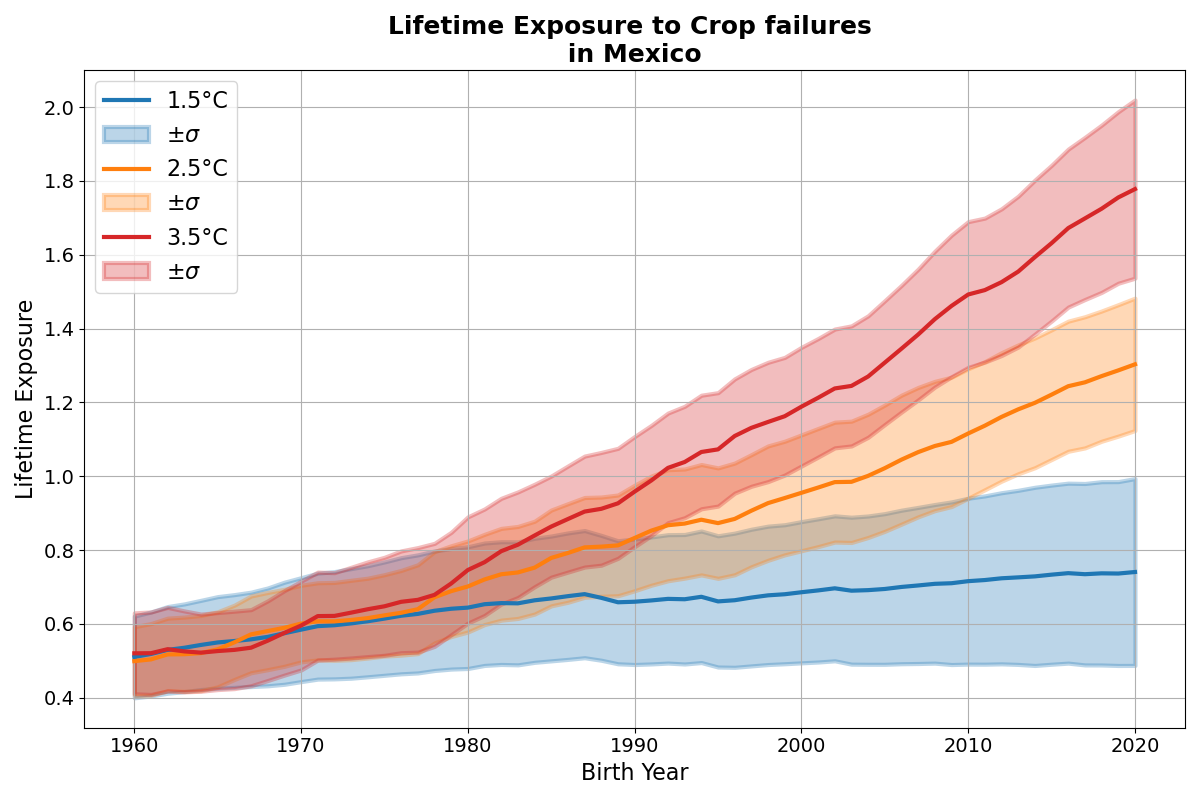 Lifetime Exposure to Crop failures
in Mexico
1.5°C
±σ
2.5°C
±σ
3.5°C
±σ
Lifetime Exposure
2.0
1.8
1.6
1.4
1.2
1.0
0.8
0.6
0.4
1960
1970
1980
1990
2000
2010
2020
Birth Year